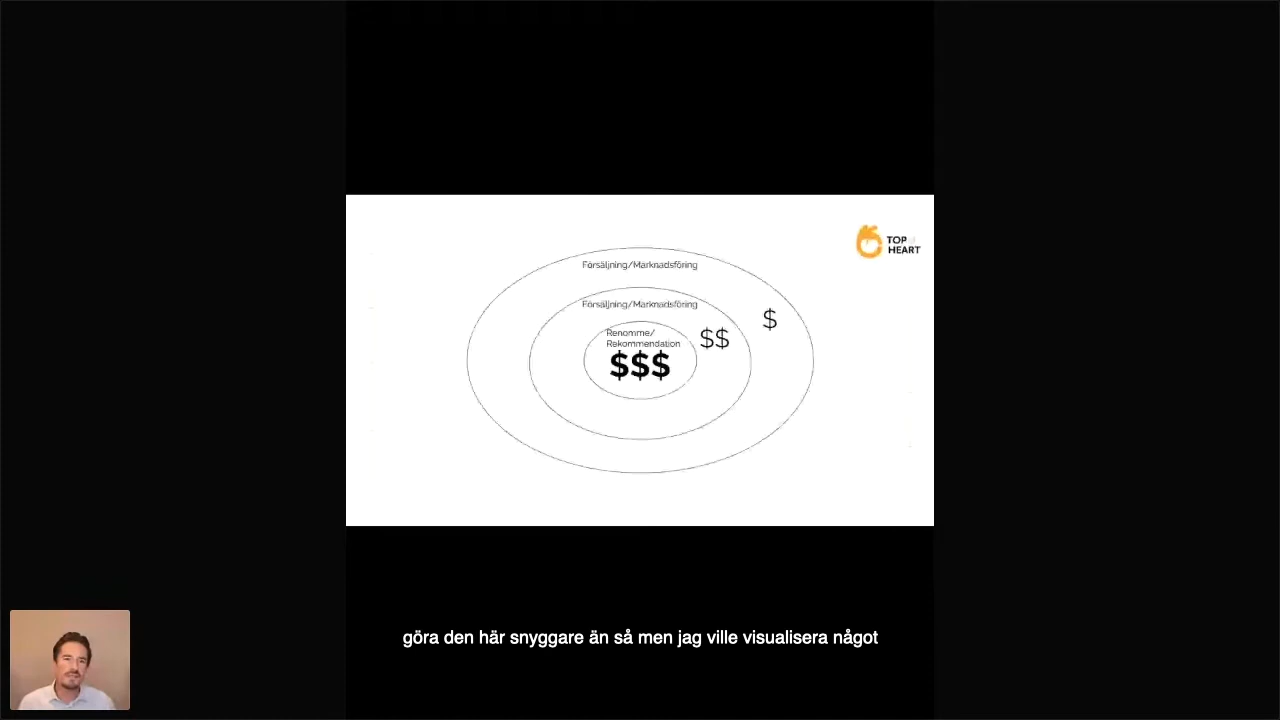 TOP of
HEART
Försäljning/Marknadsföring
Försäljning/Marknadsföring
$
Renomme/
Rekommendation
$$
$$$
göra den här snyggare än så men jag ville visualisera något